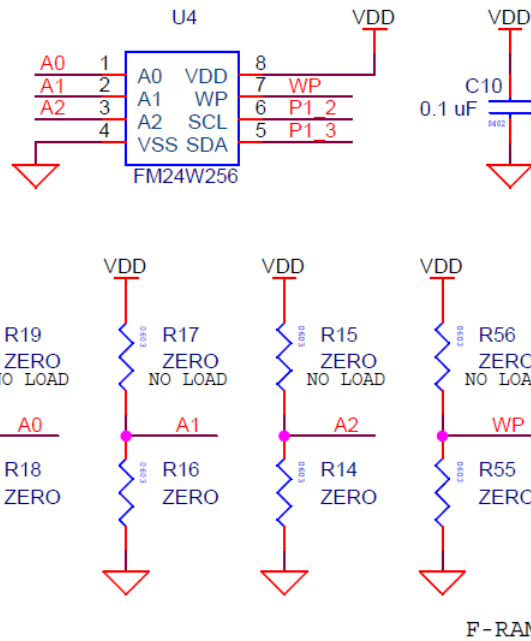 U4
VDD
VDD
A0 1 A0 VDD 8
A1 2 A1 WP 7 WP
A2 3 A2 SCL 6 P1_2
4 VSS SDA 5 P1_3
FM24W256
C10
0.1 uF
0402
VDD
VDD
VDD
R19
ZERO
NO LOAD
0603
R17
ZERO
NO LOAD
0603
R15
ZERO
NO LOAD
0603
R56
ZERO
NO LOA
A0
A1
A2
WP
R18
ZERO
0603
R16
ZERO
0603
R14
ZERO
0603
R55
ZERO
F-RAM